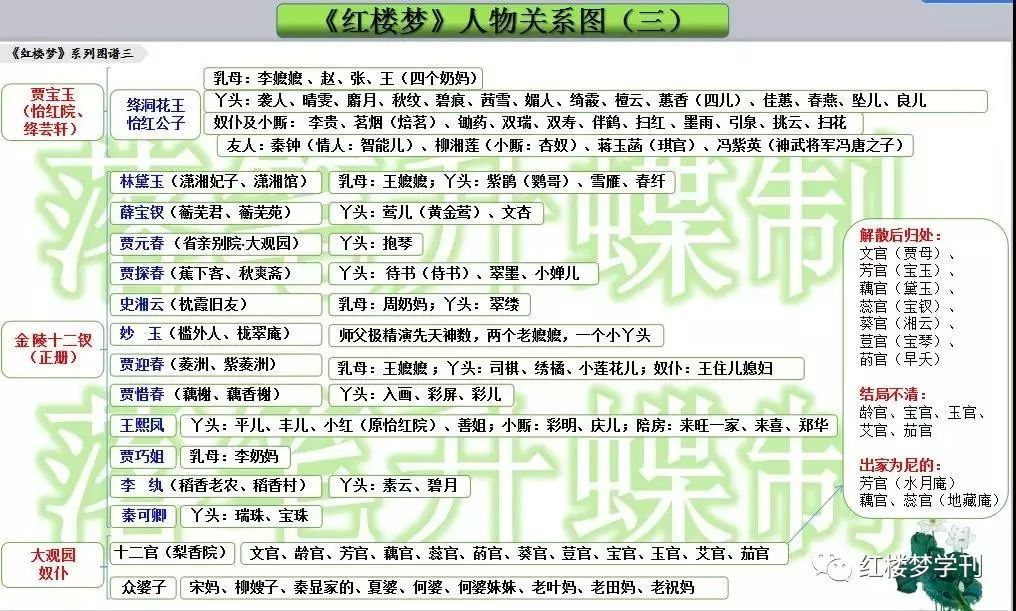 《红楼梦》人物关系图（三）
《红楼梦》系列图谱三
贾宝玉
（怡红院、
绛芸轩）
绛洞花王
怡红公子
乳母：李嬷嬷、赵、张、王（四个奶妈）
丫头：袭人、晴雯、麝月、秋纹、碧痕、茜雪、媚人、绮霰、檀云、蕙香（四儿）、佳蕙、春燕、坠儿、良儿
奴仆及小厮：李贵、茗烟（焙茗）、锄药、双瑞、双寿、伴鹤、扫红、墨雨、引泉、挑云、扫花
友人：秦钟（情人：智能儿）、柳湘莲（小厮：杏奴）、蒋玉菡（琪官）、冯紫英（神武将军冯唐之子）
金陵十二钗
（正册）
林黛玉（潇湘妃子、潇湘馆）
乳母：王嬷嬷；丫头：紫鹃（鹦哥）、雪雁、春纤
薛宝钗（蘅芜君、蘅芜苑）
丫头：莺儿（黄金莺）、文杏
贾元春（省亲别院·大观园）
丫头：抱琴
贾探春（蕉下客、秋爽斋）
丫头：待书（侍书）、翠墨、小蝉儿
史湘云（枕霞旧友）
乳母：周奶妈；丫头：翠缕
妙 玉（槛外人、栊翠庵）
师父极精演先天神数，两个老嬷嬷，一个小丫头
贾迎春（菱洲、紫菱洲）
乳母：王嬷嬷；丫头：司棋、绣橘、小莲花儿；奴仆：王住儿媳妇
贾惜春（藕榭、藕香榭）
丫头：入画、彩屏、彩儿
王熙凤
丫头：平儿、丰儿、小红（原怡红院）、善姐；小厮：彩明、庆儿；陪房：来旺一家、来喜、郑华
贾巧姐
乳母：李奶妈
李 纨（稻香老农、稻香村）
丫头：素云、碧月
秦可卿
丫头：瑞珠、宝珠
大观园
奴仆
十二官（梨香院）
文官、龄官、芳官、藕官、蕊官、药官、葵官、荳官、宝官、玉官、艾官、茄官
众婆子
宋妈、柳嫂子、秦显家的、夏婆、何婆、何婆妹妹、老叶妈、老田妈、老祝妈
解散后归处：
文官（贾母）、
芳官（宝玉）、
藕官（黛玉）、
蕊官（宝钗）、
葵官（湘云）、
荳官（宝琴）、
药官（早夭）
结局不清：
龄官、宝官、玉官、
艾官、茄官
出家为尼的：
芳官（水月庵）
藕官、蕊官（地藏庵）
落笔升蝶制
落笔升蝶制
红楼梦学刊